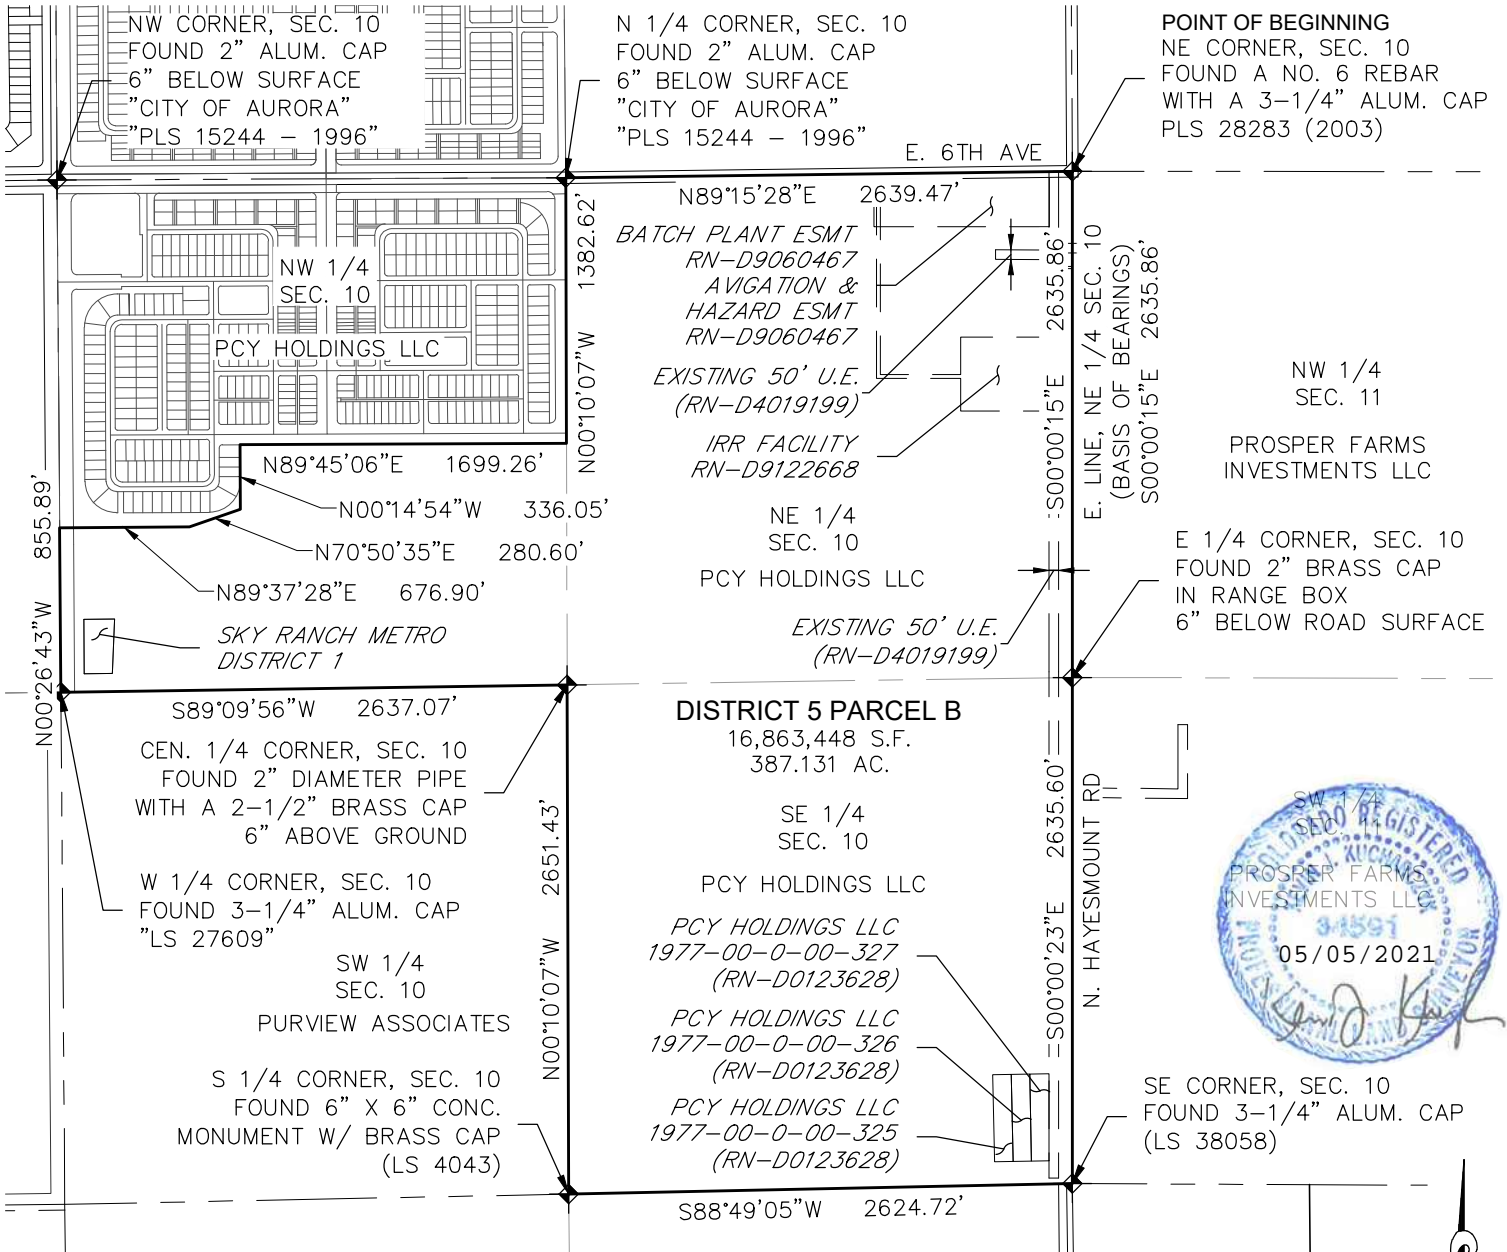 NW CORNER, SEC. 10
FOUND 2" ALUM. CAP
6" BELOW SURFACE
"CITY OF AURORA"
"PLS 15244 – 1996"
N 1/4 CORNER, SEC. 10
FOUND 2" ALUM. CAP
6" BELOW SURFACE
"CITY OF AURORA"
"PLS 15244 – 1996"
POINT OF BEGINNING
NE CORNER, SEC. 10
FOUND A NO. 6 REBAR
WITH A 3–1/4" ALUM. CAP
PLS 28283 (2003)
E. 6TH AVE
N89°15'28"E 2639.47'
1382.62'
N00°10'07"W
BATCH PLANT ESMT
RN–D9060467
AVIGATION &
HAZARD ESMT
RN–D9060467
EXISTING 50' U.E.
(RN–D4019199)
IRR FACILITY
RN–D9122668
NW 1/4
SEC. 10
PCY HOLDINGS LLC
S00°00'15"E 2635.86'
E. LINE, NE 1/4 SEC. 10
(BASIS OF BEARINGS)
S00°00'15"E 2635.86'
NW 1/4
SEC. 11
PROSPER FARMS
INVESTMENTS LLC
N89°45'06"E 1699.26'
N00°14'54"W 336.05'
N70°50'35"E 280.60'
N89°37'28"E 676.90'
N00°26'43"W 855.89'
SKY RANCH METRO
DISTRICT 1
NE 1/4
SEC. 10
PCY HOLDINGS LLC
EXISTING 50' U.E.
(RN–D4019199)
E 1/4 CORNER, SEC. 10
FOUND 2" BRASS CAP
IN RANGE BOX
6" BELOW ROAD SURFACE
S89°09'56"W 2637.07'
DISTRICT 5 PARCEL B
16,863,448 S.F.
387.131 AC.
CEN. 1/4 CORNER, SEC. 10
FOUND 2" DIAMETER PIPE
WITH A 2–1/2" BRASS CAP
6" ABOVE GROUND
W 1/4 CORNER, SEC. 10
FOUND 3–1/4" ALUM. CAP
"LS 27609"
N00°10'07"W 2651.43'
SE 1/4
SEC. 10
PCY HOLDINGS LLC
S00°00'23"E 2635.60'
N. HAYESMOUNT RD
SW 1/4
SEC. 11
PROSPER FARMS
INVESTMENTS LLC
COLORADO REGISTERED
34591
05/05/2021
SW 1/4
SEC. 10
PURVIEW ASSOCIATES
PCY HOLDINGS LLC
1977–00–0–00–327
(RN–D0123628)
PCY HOLDINGS LLC
1977–00–0–00–326
(RN–D0123628)
PCY HOLDINGS LLC
1977–00–0–00–325
(RN–D0123628)
S 1/4 CORNER, SEC. 10
FOUND 6" X 6" CONC.
MONUMENT W/ BRASS CAP
(LS 4043)
SE CORNER, SEC. 10
FOUND 3–1/4" ALUM. CAP
(LS 38058)
S88°49'05"W 2624.72'